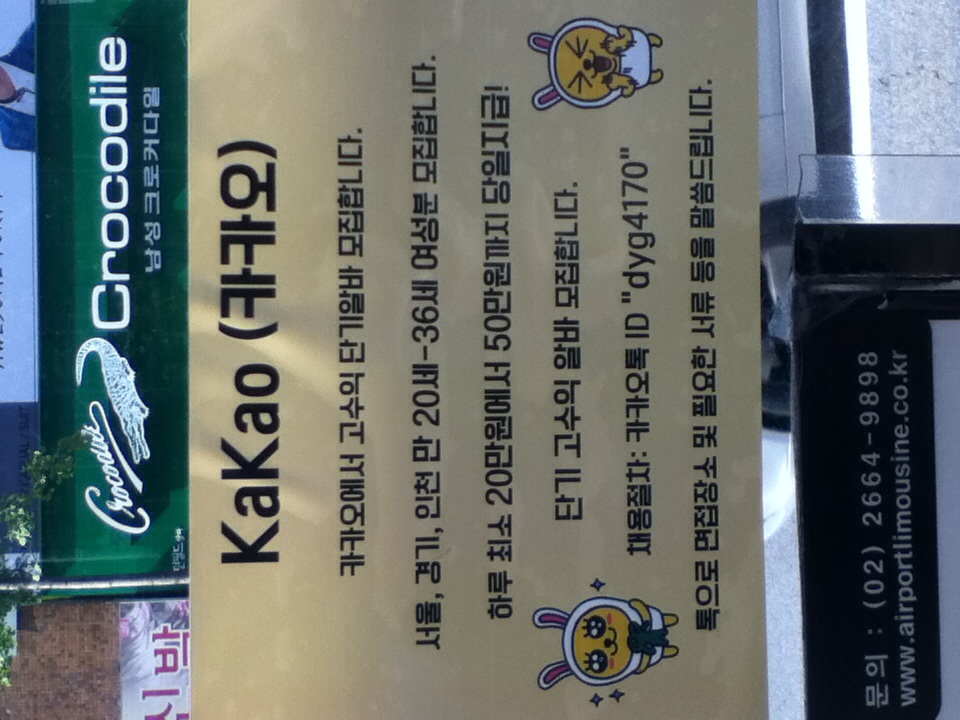 Crocodile
Crocodile
남성 크로커다일
KaKao (카카오)
카카오에서 고수익 단기알바 모집합니다.
서울, 경기, 인천 만 20세-36세 여성분 모집합니다.
하루 최소 20만원에서 50만원까지 당일지급!
단기 고수익 알바 모집합니다.
채용절차: 카카오톡 ID "dyg4170"
톡으로 면접장소 및 필요한 서류 등을 말씀드립니다.
문의 : (02) 2664-9898
www.airportlimousine.co.kr